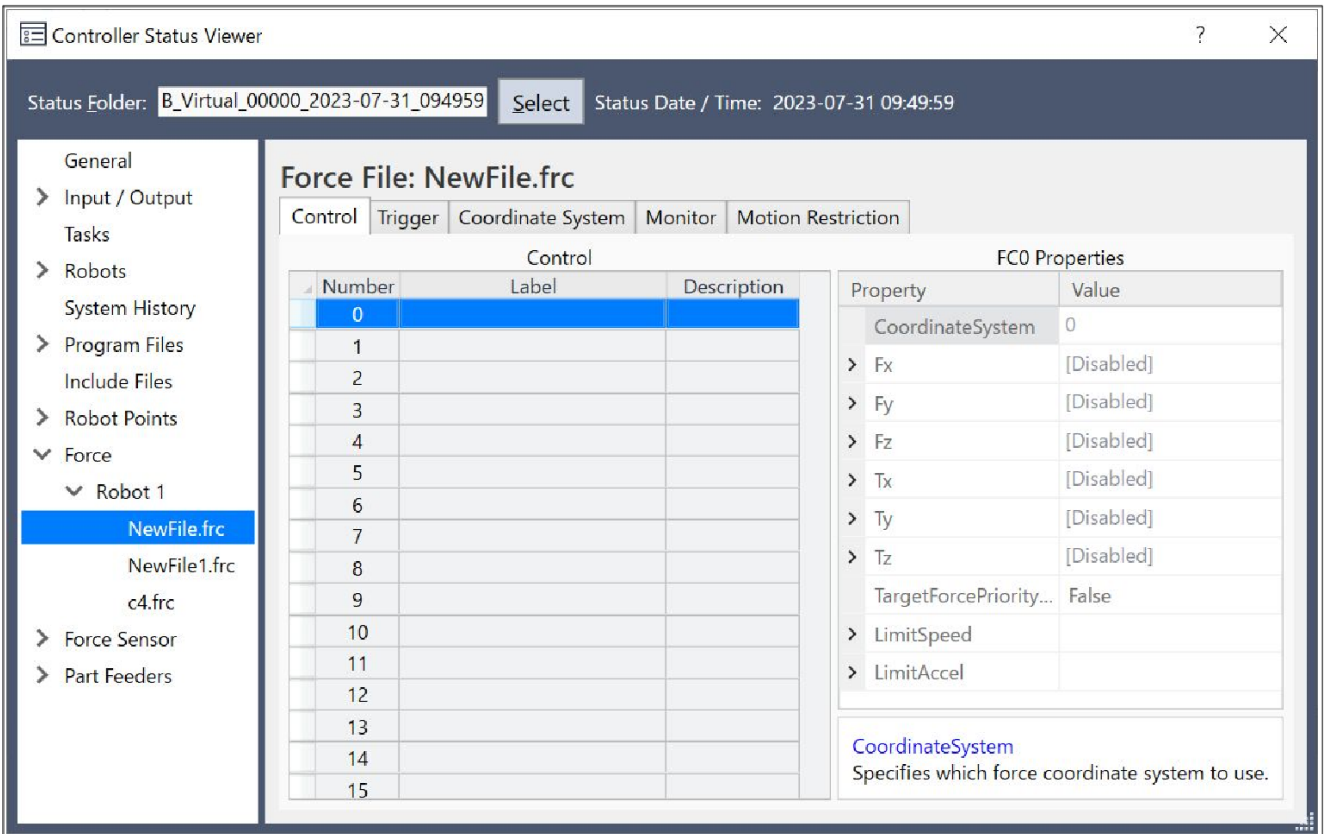 Controller Status Viewer
?
Status Folder: B_Virtual_00000_2023-07-31_094959 Select Status Date / Time: 2023-07-31 09:49:59
General
Input / Output
Tasks
Robots
System History
Program Files
Include Files
Robot Points
Force
Robot 1
NewFile.frc
NewFile1.frc
c4.frc
Force Sensor
Part Feeders
Force File: NewFile.frc
Control Trigger Coordinate System Monitor Motion Restriction
Control
Number Label Description
0
1
2
3
4
5
6
7
8
9
10
11
12
13
14
15
FC0 Properties
Property Value
CoordinateSystem 0
Fx [Disabled]
Fy [Disabled]
Fz [Disabled]
Tx [Disabled]
Ty [Disabled]
Tz [Disabled]
TargetForcePriority... False
LimitSpeed
LimitAccel
CoordinateSystem
Specifies which force coordinate system to use.